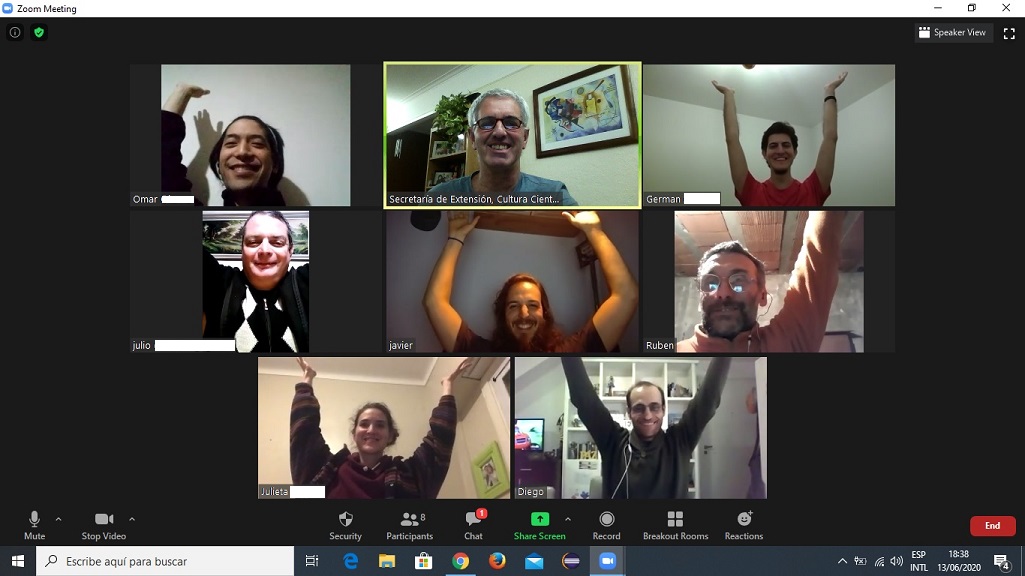 Zoom Meeting
Speaker View
Omar
Secretaría de Extensión, Cultura Cient...
German
julio
javier
Ruben
Julieta
Diego
Mute
Stop Video
Security
8
Participants
1
Chat
Share Screen
Record
Breakout Rooms
Reactions
End
Escribe aquí para buscar
ESP
INTL
18:38
13/06/2020
4